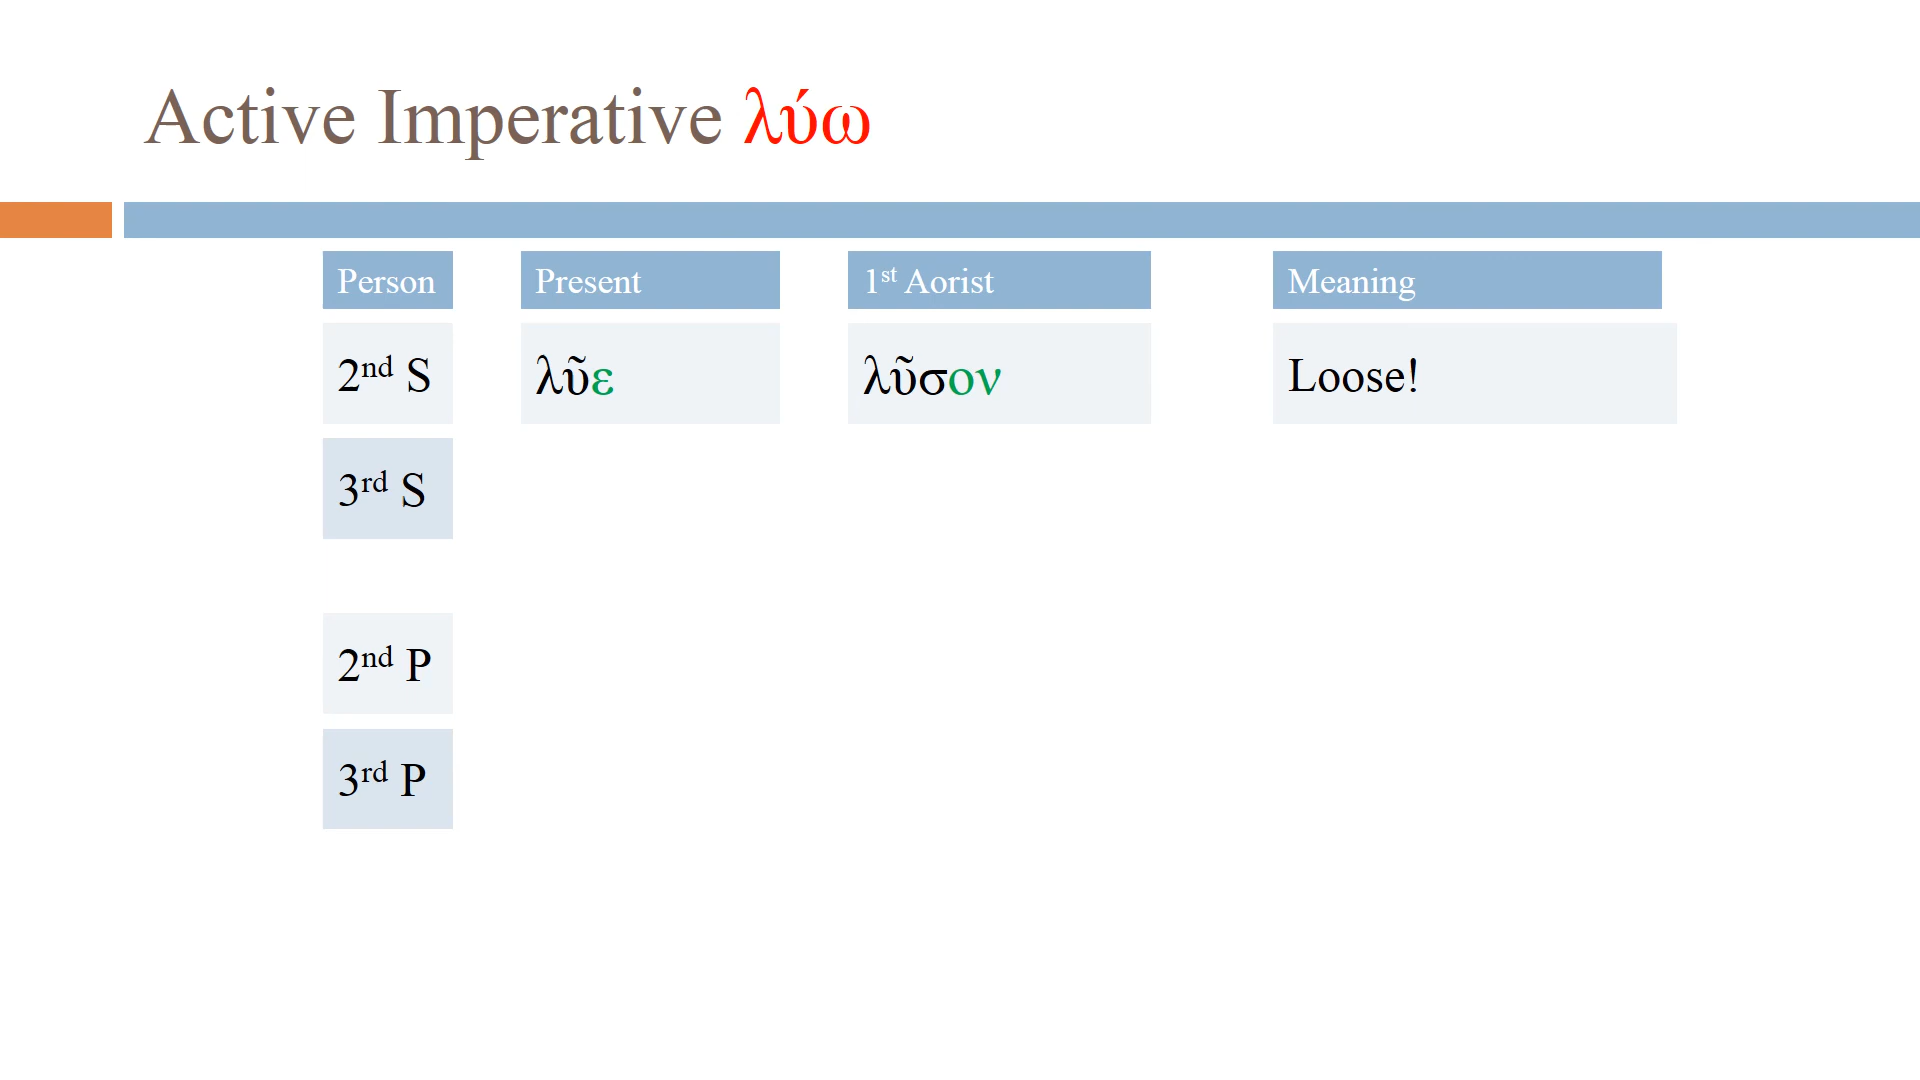 Active Imperative λύω
Person Present 1st Aorist Meaning
2nd S λῦε λῦσον Loose!
3rd S
2nd P
3rd P